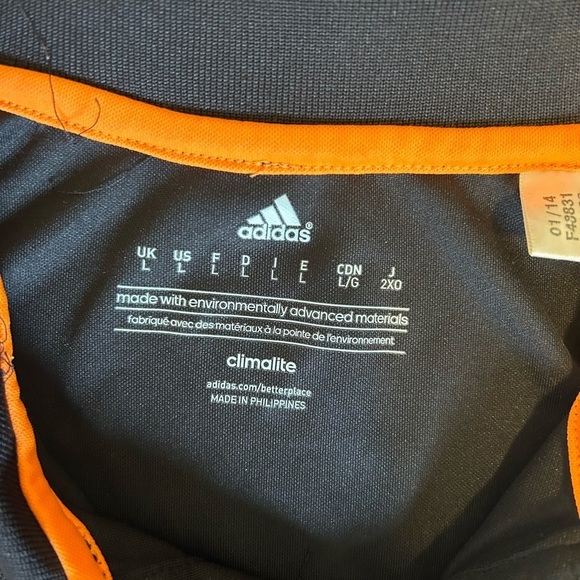 adidas®
UK US F D I E CDN J
L L L L L L L/G 2XO
made with environmentally advanced materials
fabriqué avec des matériaux à la pointe de l'environnement
climalite
adidas.com/betterplace
MADE IN PHILIPPINES
01/14
F49831